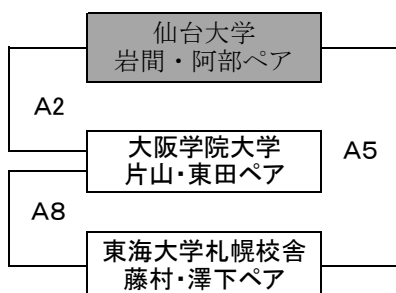 仙台大学
岩間・阿部ペア
A2
大阪学院大学
片山・東田ペア
A5
A8
東海大学札幌校舎
藤村・澤下ペア